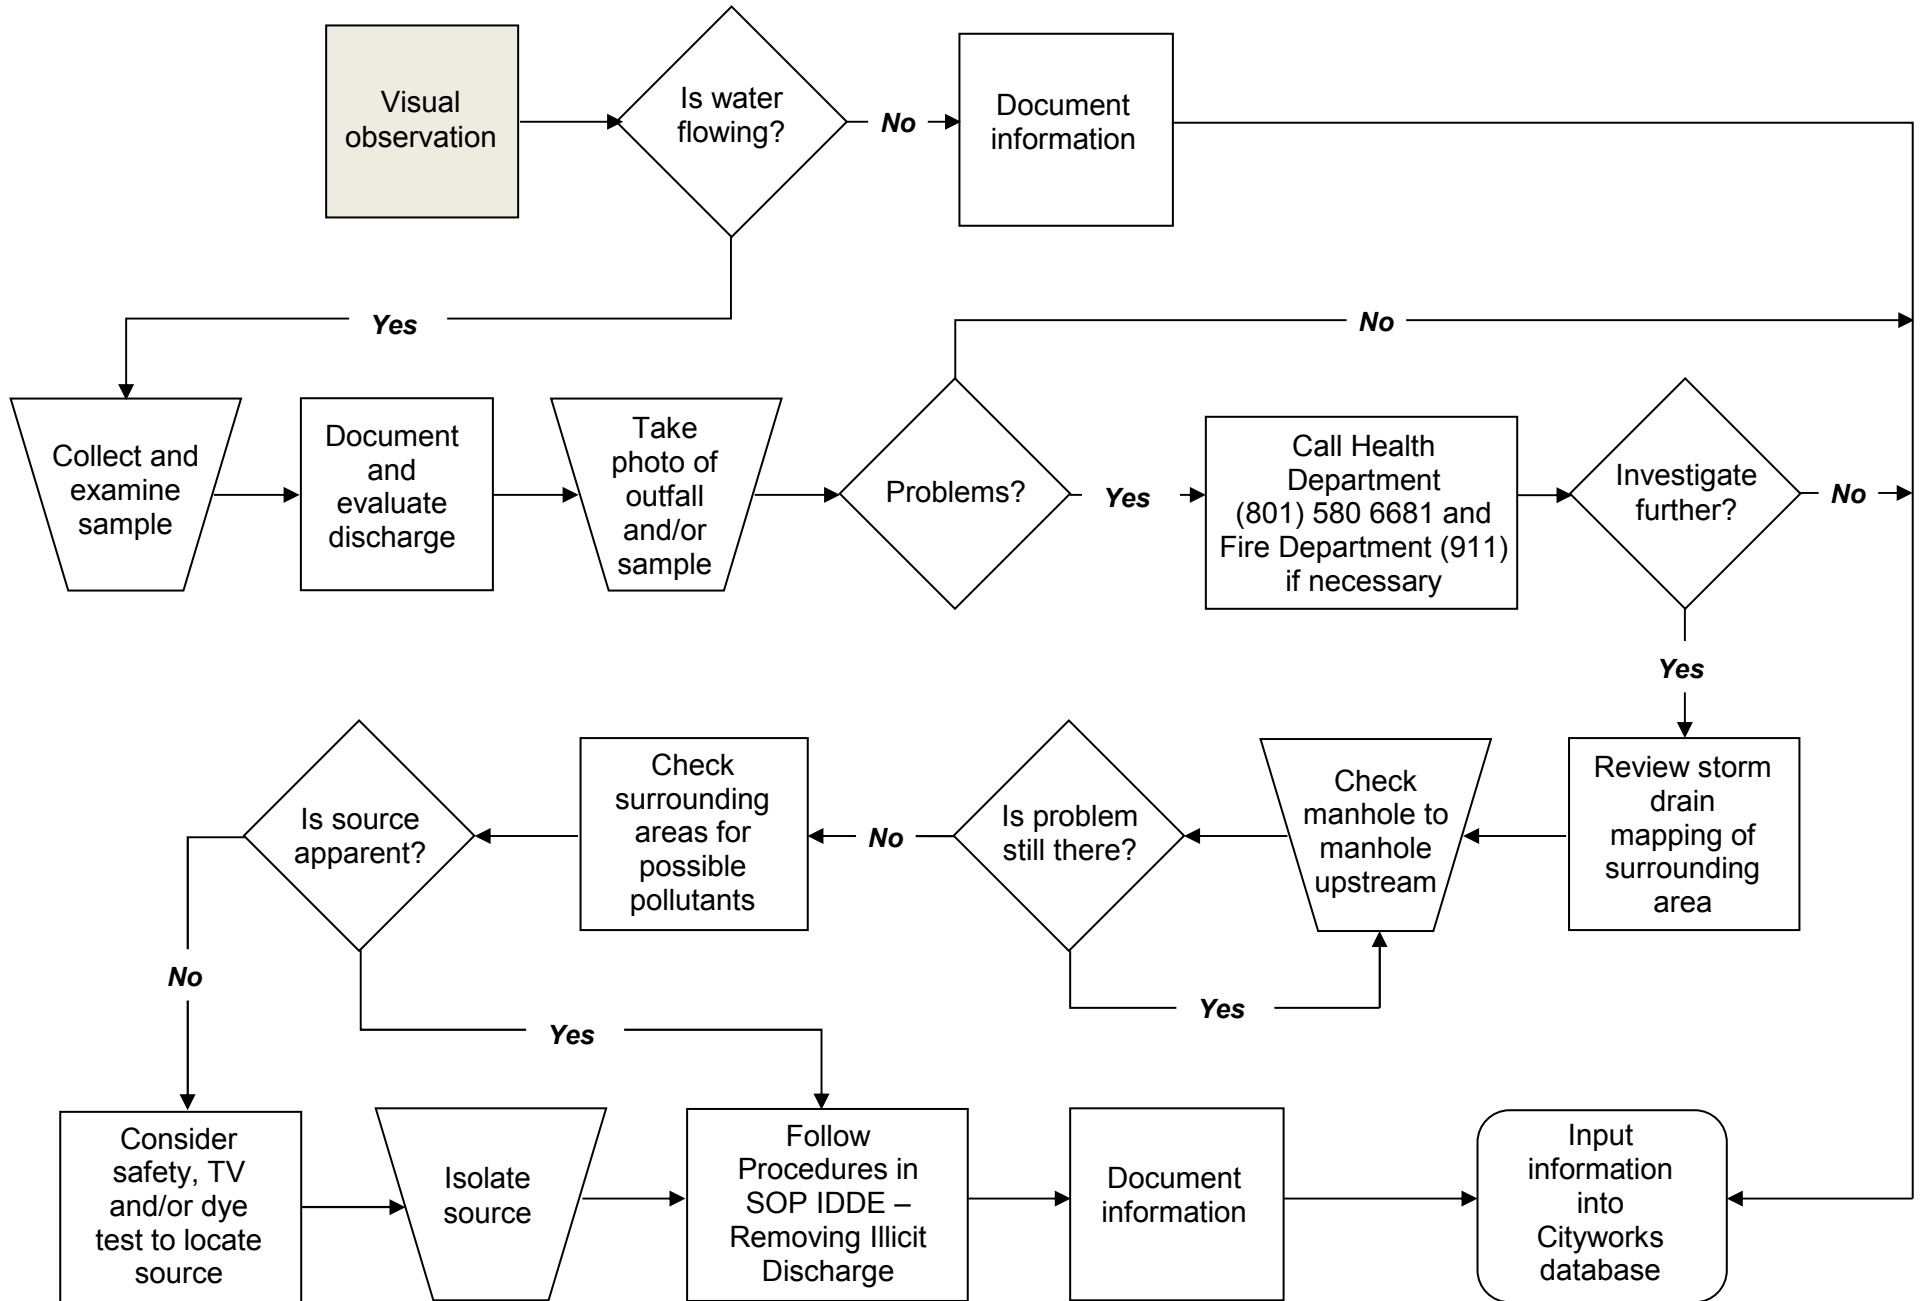 Visual
observation
Is water
flowing?
No
Document
information
Yes
No
Collect and
examine
sample
Document
and
evaluate
discharge
Take
photo of
outfall
and/or
sample
Problems?
Yes
Call Health
Department
(801) 580 6681 and
Fire Department (911)
if necessary
Investigate
further?
No
Yes
Review storm
drain
mapping of
surrounding
area
Check
manhole to
manhole
upstream
Is problem
still there?
Yes
No
Check
surrounding
areas for
possible
pollutants
Is source
apparent?
No
Yes
Consider
safety, TV
and/or dye
test to locate
source
Isolate
source
Follow
Procedures in
SOP IDDE –
Removing Illicit
Discharge
Document
information
Input
information
into
Cityworks
database